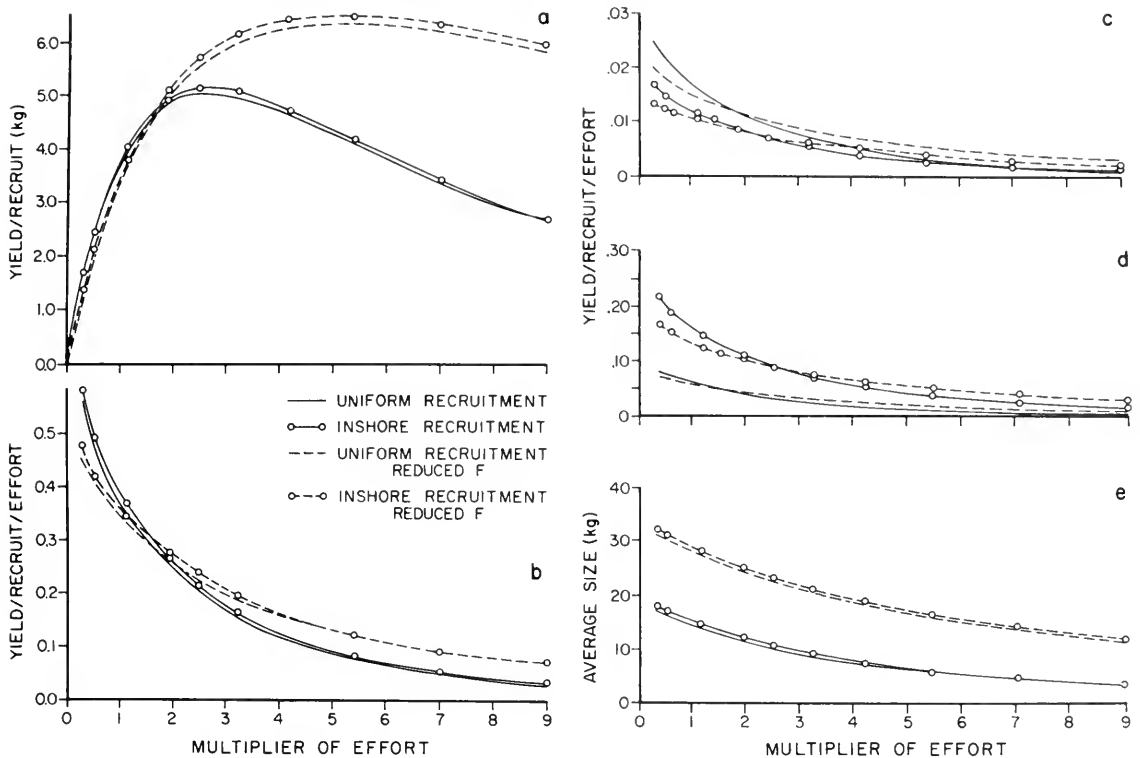 a
YIELD/RECRUIT (kg)
6.0
5.0
4.0
3.0
2.0
1.0
0.0
b
YIELD/RECRUIT/EFFORT
0.5
0.4
0.3
0.2
0.1
0.0
UNIFORM RECRUITMENT
INSHORE RECRUITMENT
UNIFORM RECRUITMENT
REDUCED F
INSHORE RECRUITMENT
REDUCED F
0 1 2 3 4 5 6 7 8 9
MULTIPLIER OF EFFORT
c
YIELD/RECRUIT/EFFORT
.03
.02
.01
0
d
.30
.20
.10
0
e
AVERAGE SIZE (kg)
40
30
20
10
0
0 1 2 3 4 5 6 7 8 9
MULTIPLIER OF EFFORT